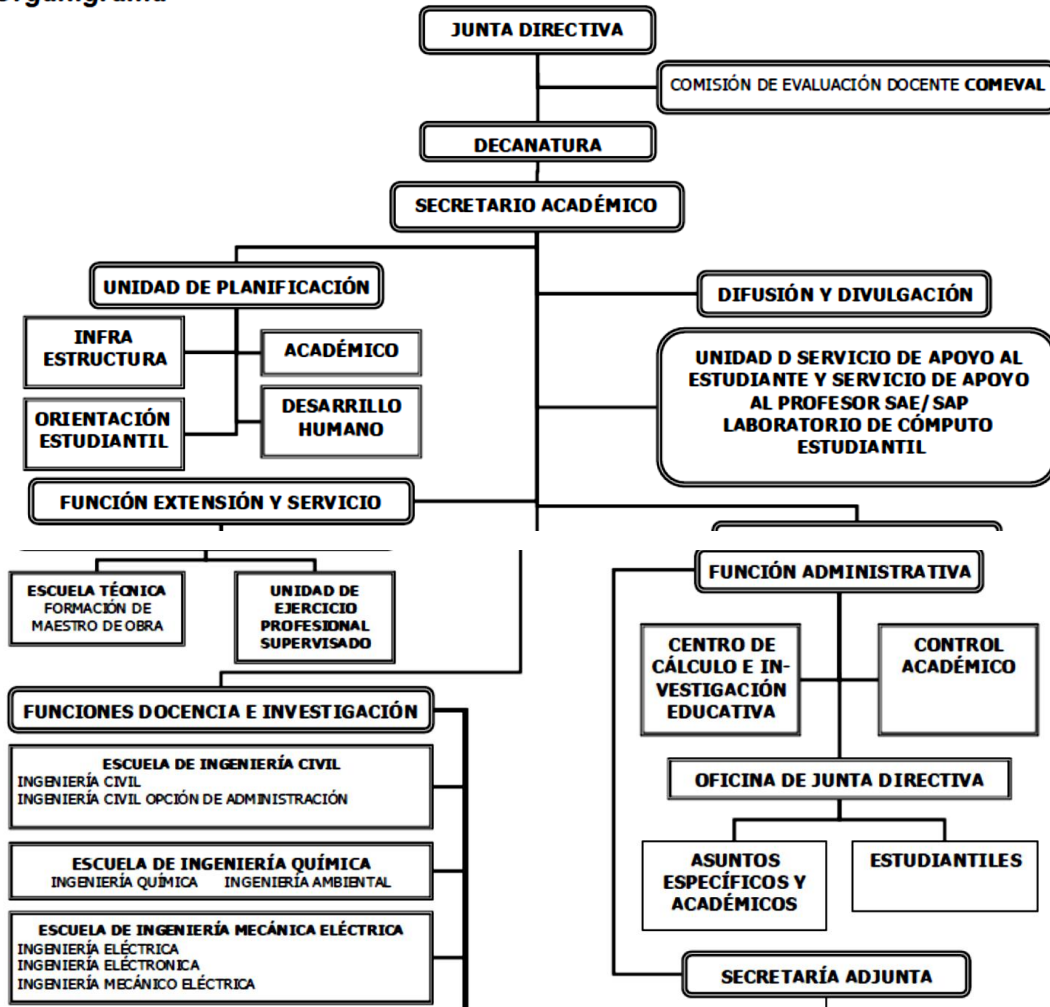 Organigrama
JUNTA DIRECTIVA
COMISIÓN DE EVALUACIÓN DOCENTE COMEVAL
DECANATURA
SECRETARIO ACADÉMICO
UNIDAD DE PLANIFICACIÓN
DIFUSIÓN Y DIVULGACIÓN
INFRA
ESTRUCTURA
ACADÉMICO
ORIENTACIÓN
ESTUDIANTIL
DESARRILLO
HUMANO
UNIDAD D SERVICIO DE APOYO AL
ESTUDIANTE Y SERVICIO DE APOYO
AL PROFESOR SAE/SAP
LABORATORIO DE CÓMPUTO
ESTUDIANTIL
FUNCIÓN EXTENSIÓN Y SERVICIO
ESCUELA TÉCNICA
FORMACIÓN DE
MAESTRO DE OBRA
UNIDAD DE
EJERCICIO
PROFESIONAL
SUPERVISADO
FUNCIÓN ADMINISTRATIVA
CENTRO DE
CÁLCULO E IN-
VESTIGACIÓN
EDUCATIVA
CONTROL
ACADÉMICO
FUNCIONES DOCENCIA E INVESTIGACIÓN
ESCUELA DE INGENIERÍA CIVIL
INGENIERÍA CIVIL
INGENIERÍA CIVIL OPCIÓN DE ADMINISTRACIÓN
OFICINA DE JUNTA DIRECTIVA
ESCUELA DE INGENIERÍA QUÍMICA
INGENIERÍA QUÍMICA INGENIERÍA AMBIENTAL
ASUNTOS
ESPECÍFICOS Y
ACADÉMICOS
ESTUDIANTILES
ESCUELA DE INGENIERÍA MECÁNICA ELÉCTRICA
INGENIERÍA ELÉCTRICA
INGENIERÍA ELÉCTRONICA
INGENIERÍA MECÁNICO ELÉCTRICA
SECRETARÍA ADJUNTA